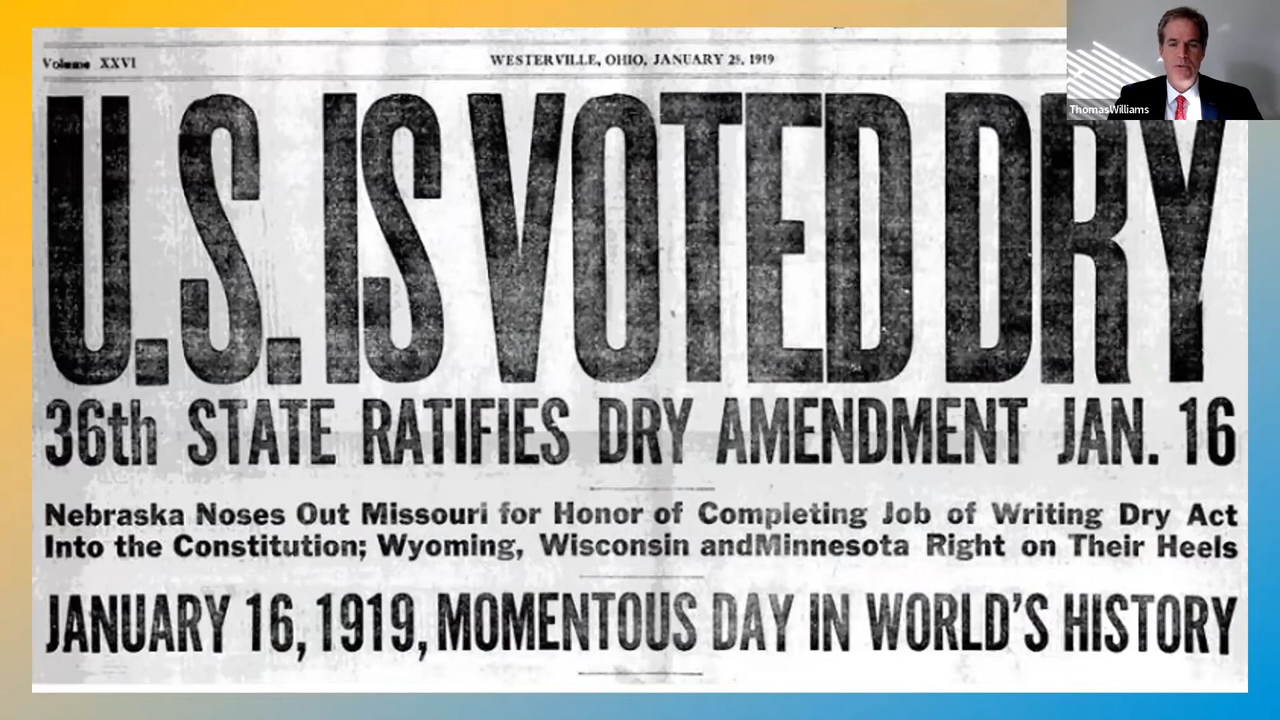 Volume XXVI
WESTERVILLE, OHIO, JANUARY 25, 1919
ThomasWilliams
U.S. IS VOTED DRY
36th STATE RATIFIES DRY AMENDMENT JAN. 16
Nebraska Noses Out Missouri for Honor of Completing Job of Writing Dry Act
Into the Constitution; Wyoming, Wisconsin andMinnesota Right on Their Heels
JANUARY 16, 1919, MOMENTOUS DAY IN WORLD'S HISTORY